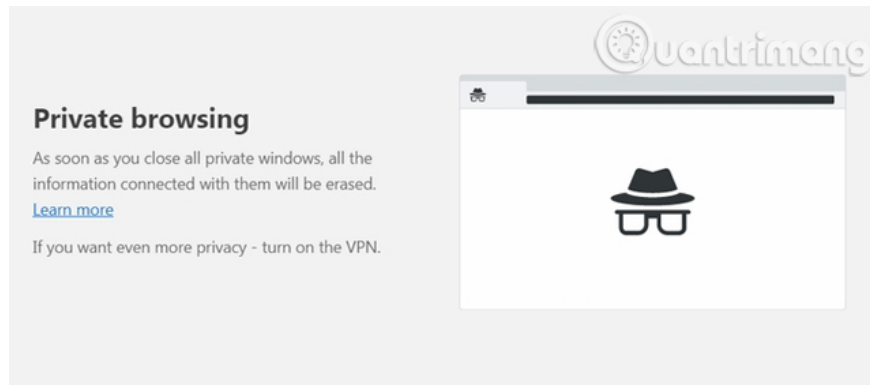 Quantrimang
Private browsing
As soon as you close all private windows, all the
information connected with them will be erased.
Learn more
If you want even more privacy - turn on the VPN.